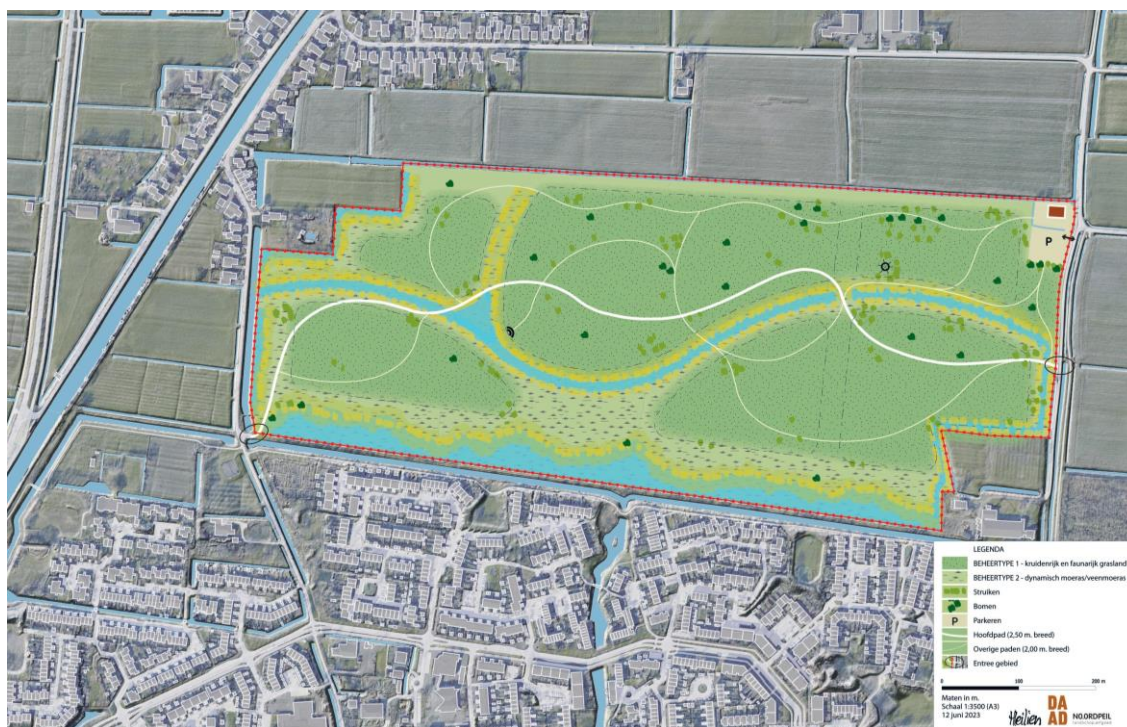 P
LEGENDA
BEHEERTYPE 1 - kruidenrijk en faunarijk grasland
BEHEERTYPE 2 - dynamisch moeras/veenmoeras
Struiken
Bomen
P
Parkeren
Hoofdpad (2,50 m. breed)
Overige paden (2,00 m. breed)
Entree gebied
0
100
200 m
Maten in m.
Schaal 1:3500 (A3)
12 juni 2023
Heilien
DA
AD
NO.ORDPEIL